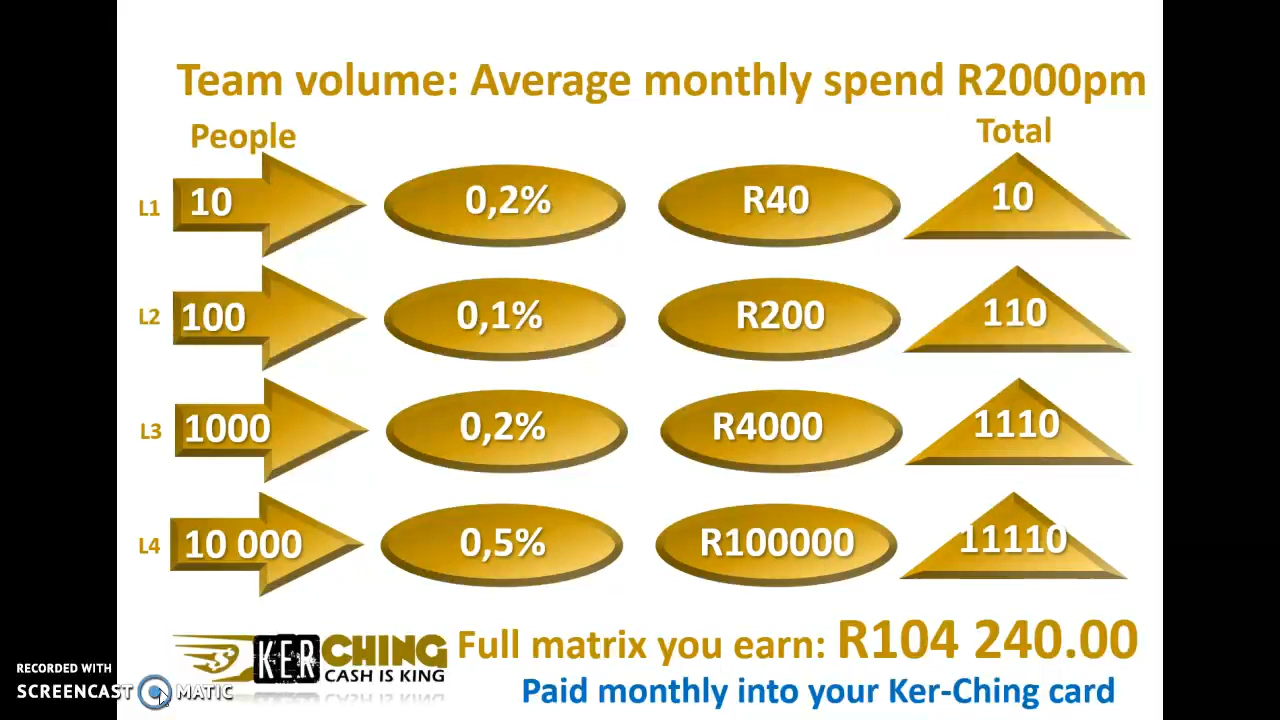 Team volume: Average monthly spend R2000pm
People Total
L1 10 0,2% R40 10
L2 100 0,1% R200 110
L3 1000 0,2% R4000 1110
L4 10 000 0,5% R100000 11110
KERCHING
CASH IS KING
Full matrix you earn: R104 240.00
Paid monthly into your Ker-Ching card
RECORDED WITH
SCREENCAST MATIC